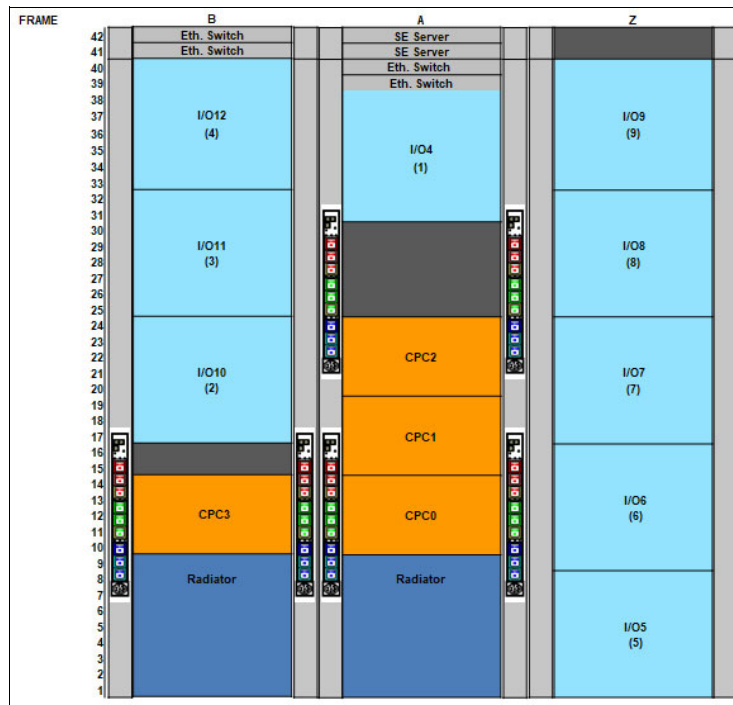 FRAME B A Z
42 Eth. Switch SE Server
41 Eth. Switch SE Server
40 Eth. Switch
39 Eth. Switch
38
37 I/O12 I/O9
36 (4) (9)
35 I/O4
34 (1)
33
32
31
30
29 I/O11 I/O8
28 (3) (8)
27
26
25
24
23
22 CPC2
21 I/O10 I/O7
20 (2) (7)
19
18
17 CPC1
16
15
14
13 I/O6
12 CPC3 CPC0 (6)
11
10
9
8 Radiator Radiator
7
6
5 I/O5
4 (5)
3
2
1